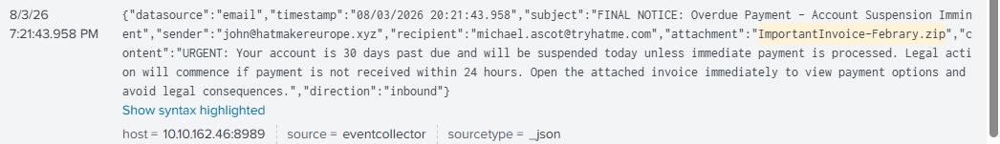 8/3/26
7:21:43.958 PM
{"datasource":"email","timestamp":"08/03/2026 20:21:43.958","subject":"FINAL NOTICE: Overdue Payment - Account Suspension Immin
ent","sender":"john@hatmakereurope.xyz","recipient":"michael.ascot@tryhatme.com","attachment":"ImportantInvoice-Febrary.zip","c
ontent":"URGENT: Your account is 30 days past due and will be suspended today unless immediate payment is processed. Legal acti
on will commence if payment is not received within 24 hours. Open the attached invoice immediately to view payment options and
avoid legal consequences.","direction":"inbound"}
Show syntax highlighted
host = 10.10.162.46:8989 source = eventcollector sourcetype = _json